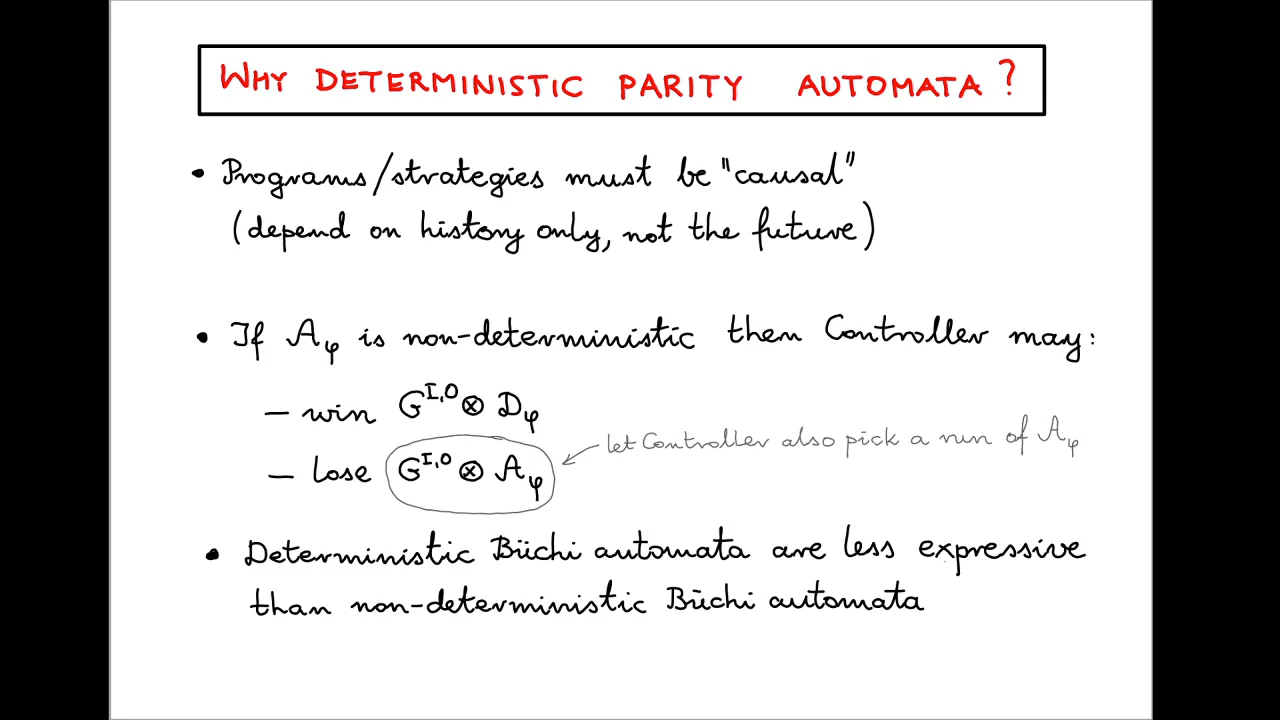 WHY DETERMINISTIC PARITY AUTOMATA?
• Programs/strategies must be "causal"
(depend on history only, not the future)
• If Aφ is non-deterministic then Controller may:
– win G^{I,O} ⊗ Dφ
let Controller also pick a run of Aφ
– lose G^{I,O} ⊗ Aφ
• Deterministic Büchi automata are less expressive
than non-deterministic Büchi automata